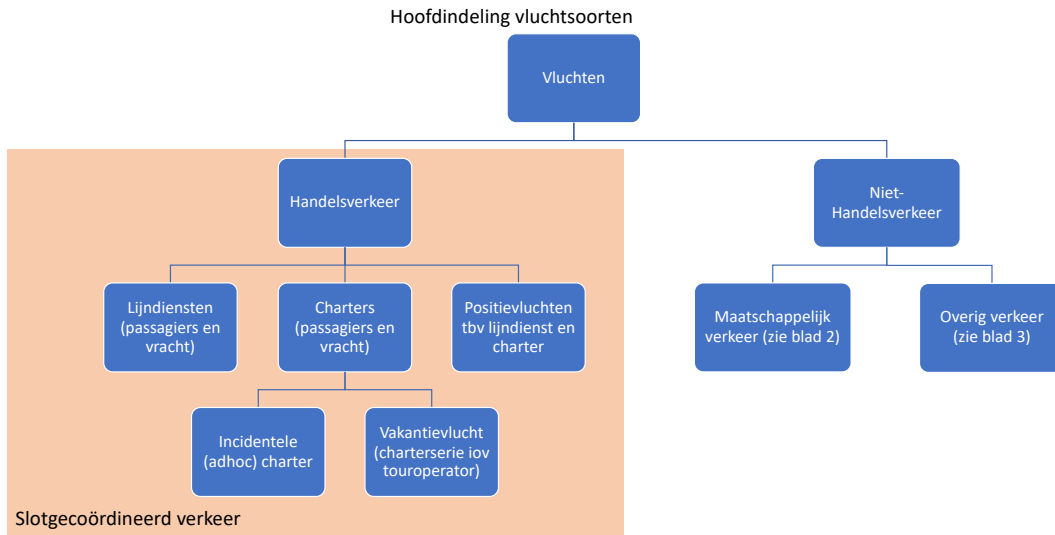 Hoofdindeling vluchtsoorten
Vluchten
Handelsverkeer
Niet-
Handelsverkeer
Lijndiensten
(passagiers en
vracht)
Charters
(passagiers en
vracht)
Positievluchten
tbv lijndienst en
charter
Maatschappelijk
verkeer (zie blad 2)
Overig verkeer
(zie blad 3)
Incidentele
(adhoc) charter
Vakantievlucht
(charterserie iov
touroperator)
Slotgecoördineerd verkeer